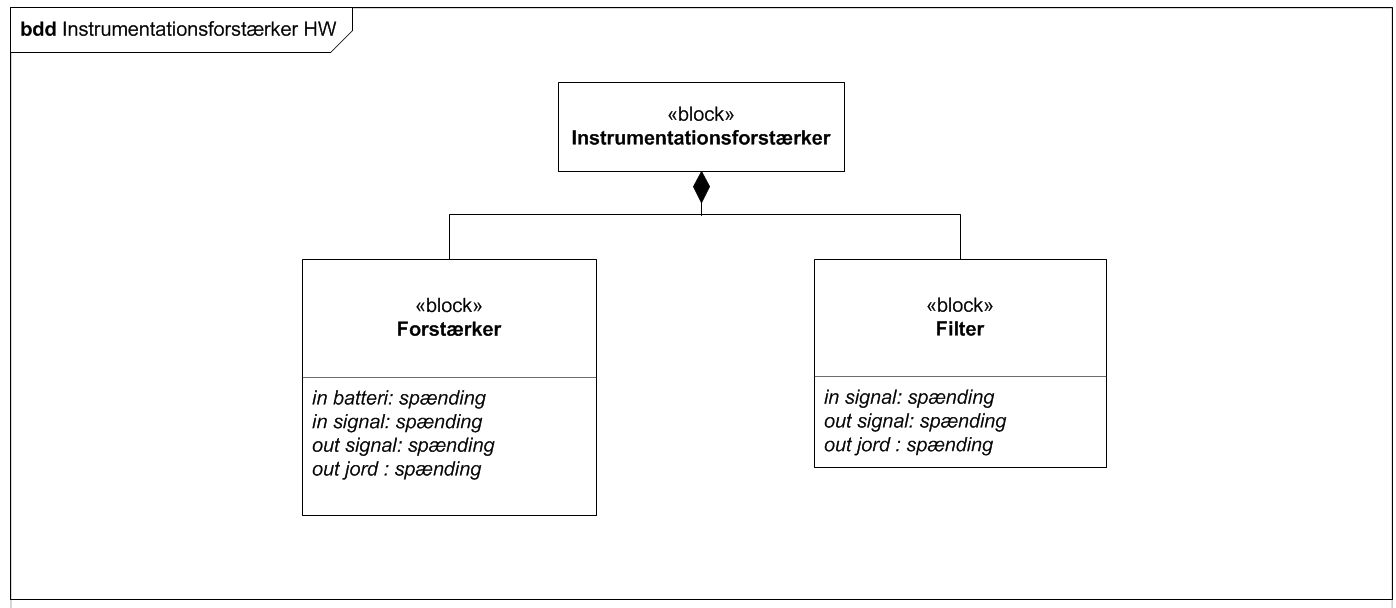 bdd Instrumentationsforstærker HW
«block»
Instrumentationsforstærker
«block»
Forstærker
in batteri: spænding
in signal: spænding
out signal: spænding
out jord : spænding
«block»
Filter
in signal: spænding
out signal: spænding
out jord : spænding